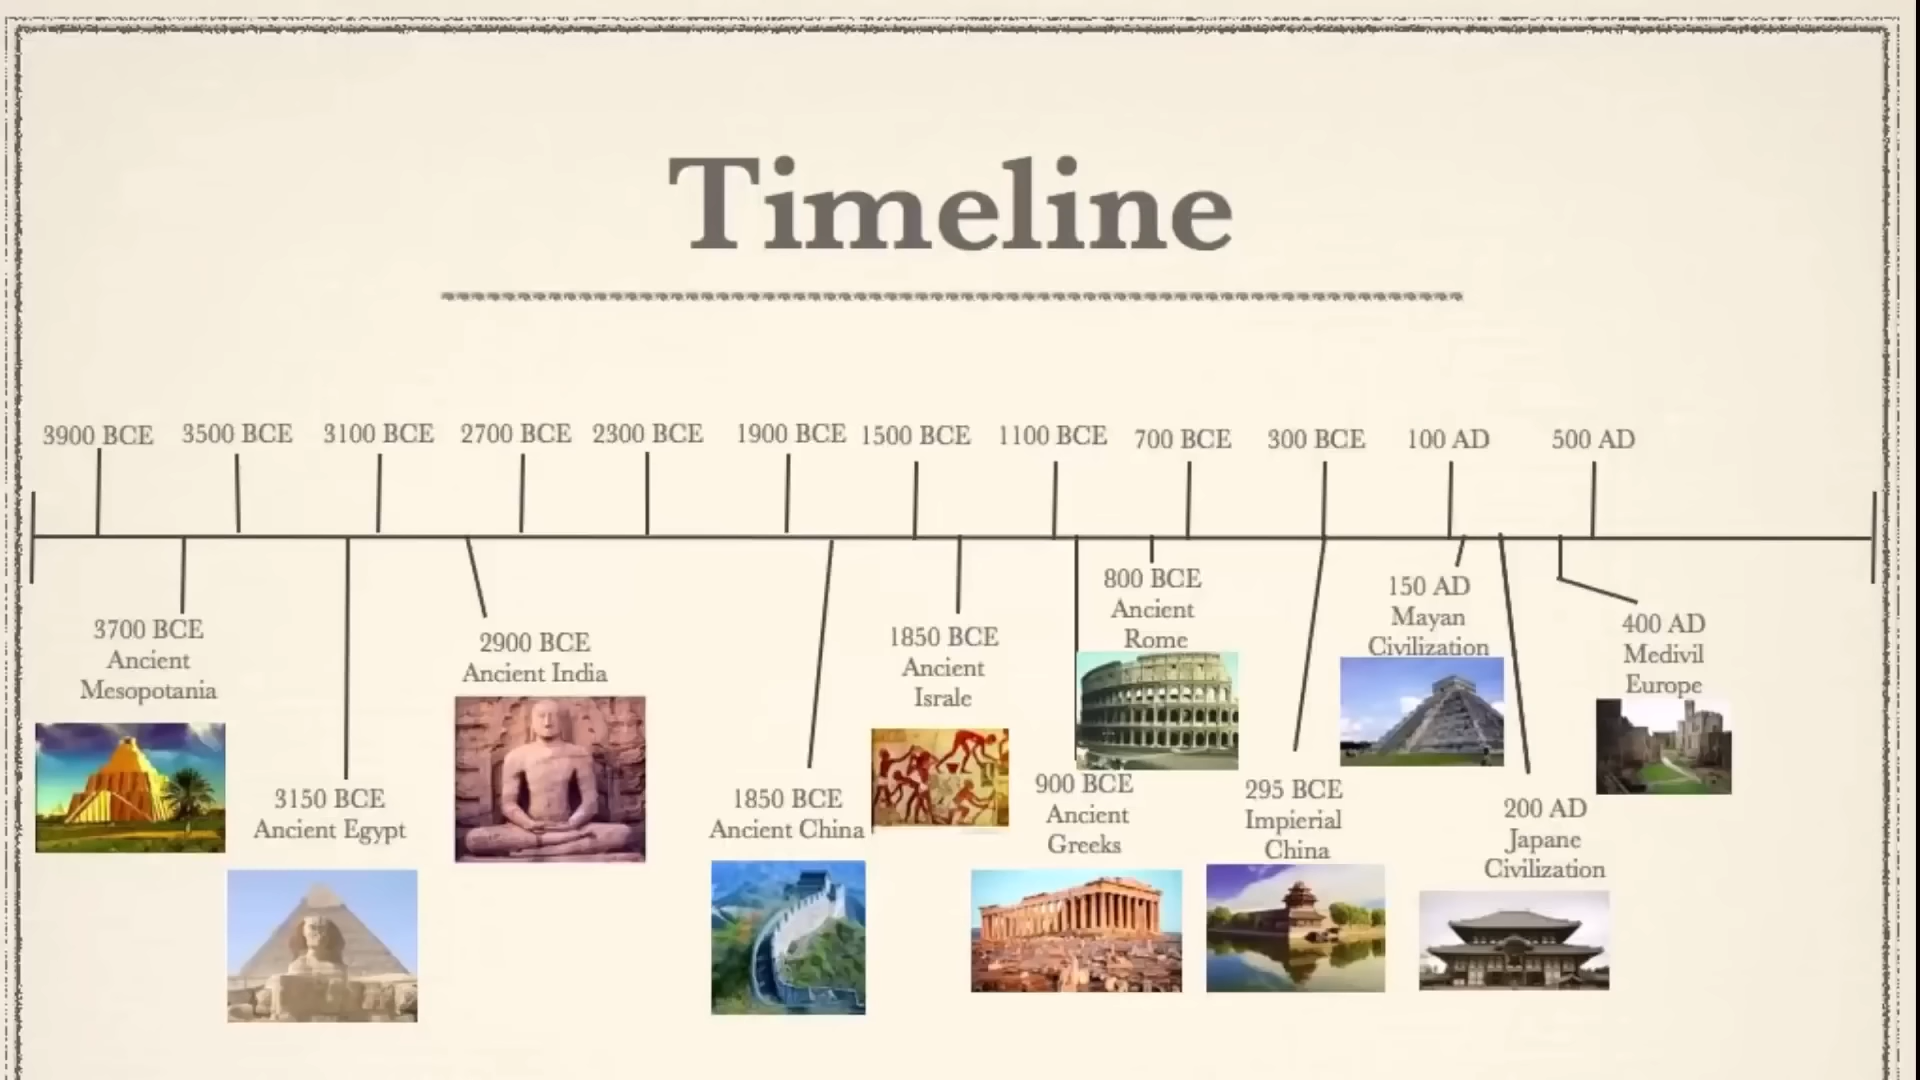 Timeline
3900 BCE
3500 BCE
3100 BCE
2700 BCE
2300 BCE
1900 BCE
1500 BCE
1100 BCE
700 BCE
300 BCE
100 AD
500 AD
3700 BCE
Ancient
Mesopotania
3150 BCE
Ancient Egypt
2900 BCE
Ancient India
1850 BCE
Ancient China
1850 BCE
Ancient
Israle
900 BCE
Ancient
Greeks
800 BCE
Ancient
Rome
295 BCE
Impierial
China
150 AD
Mayan
Civilization
200 AD
Japane
Civilization
400 AD
Medivil
Europe